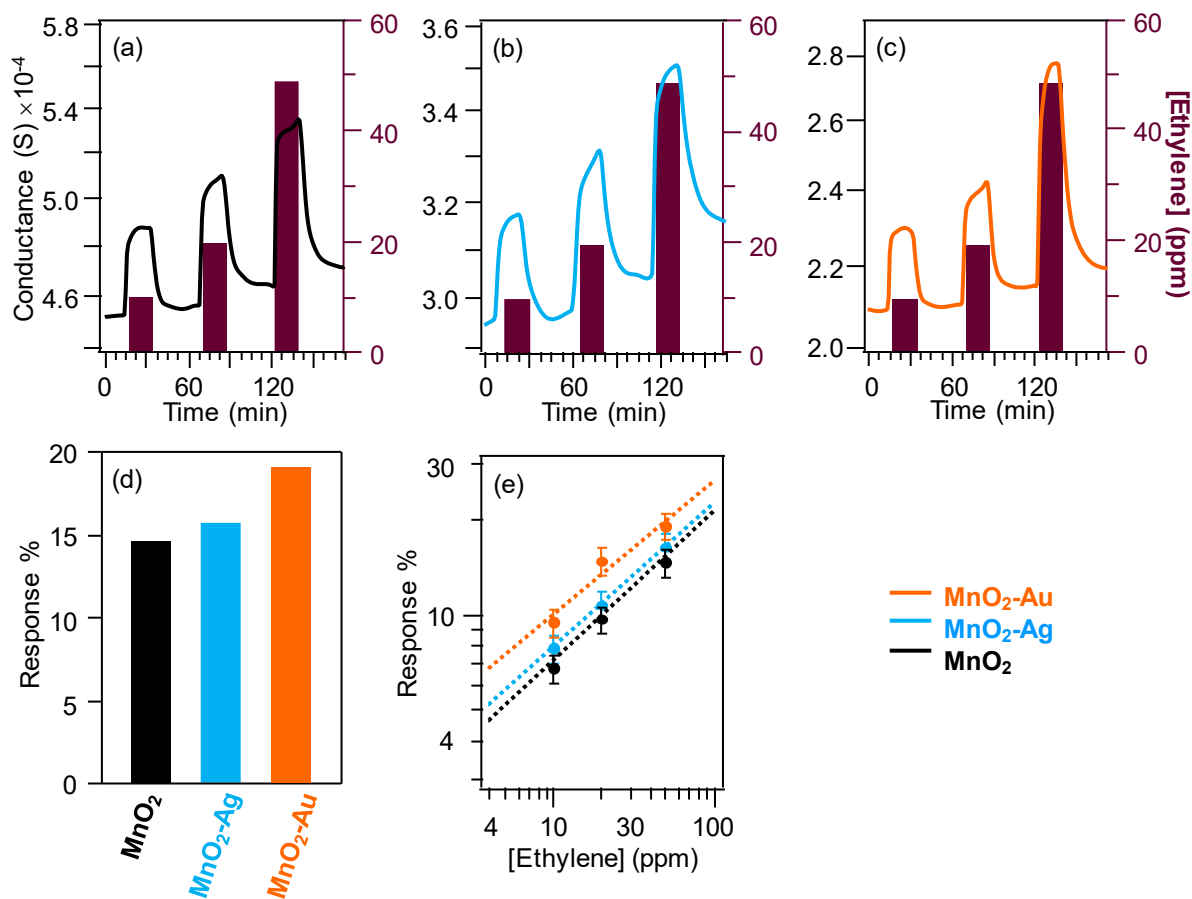 (a)
5.8
5.4
5.0
4.6
Conductance (S) × 10-4
60
40
20
0
0 60 120
Time (min)
(b)
3.6
3.4
3.2
3.0
60
40
20
0
0 60 120
Time (min)
(c)
2.8
2.6
2.4
2.2
2.0
60
40
20
0
[Ethylene] (ppm)
0 60 120
Time (min)
(d)
20
15
10
5
0
Response %
MnO2
MnO2-Ag
MnO2-Au
(e)
30
10
4
Response %
4 10 30 100
[Ethylene] (ppm)
MnO2-Au
MnO2-Ag
MnO2